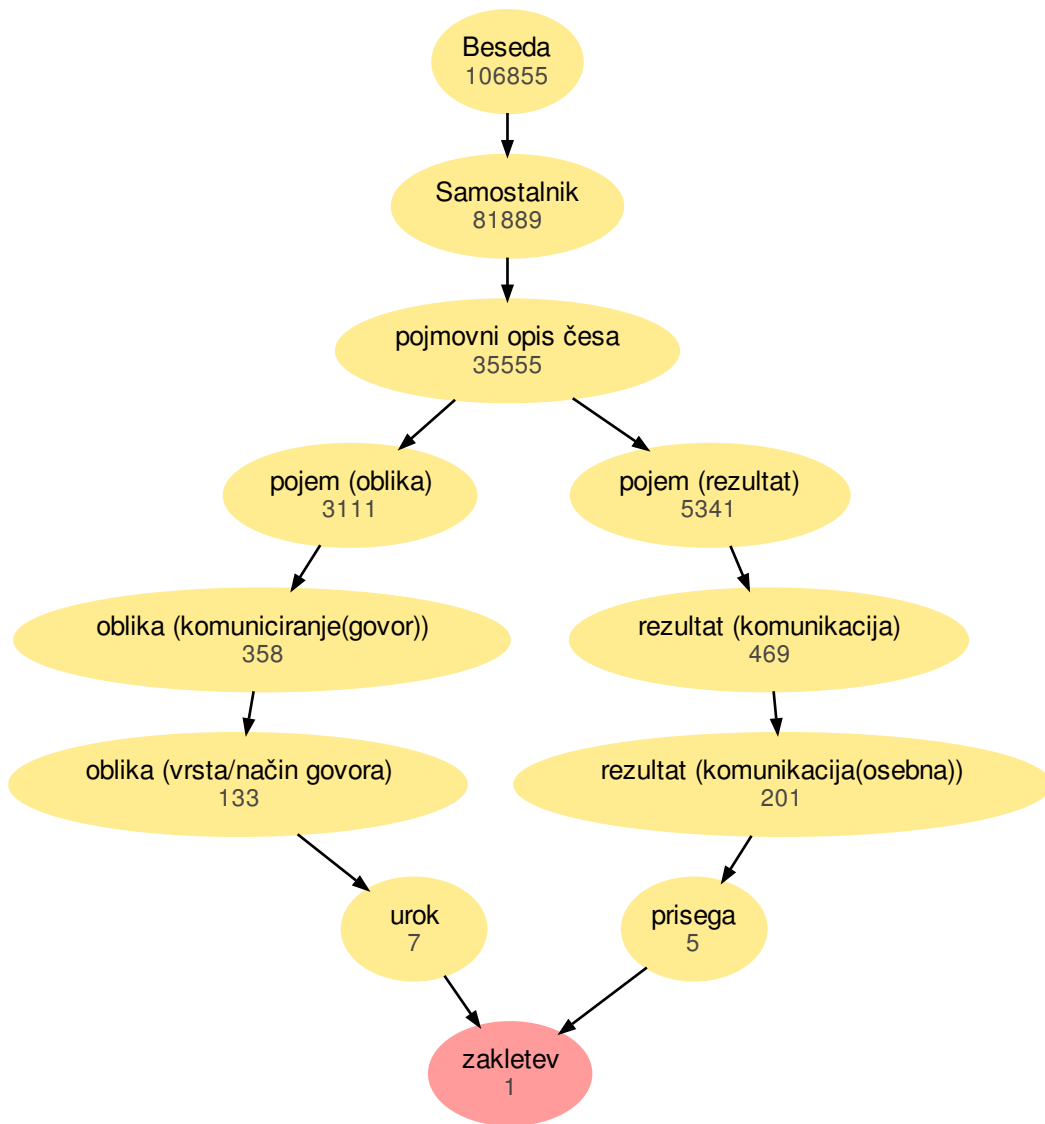 Beseda
106855
Samostalnik
81889
pojmovni opis česa
35555
pojem (oblika)
3111
pojem (rezultat)
5341
oblika (komuniciranje(govor))
358
rezultat (komunikacija)
469
oblika (vrsta/način govora)
133
rezultat (komunikacija(osebna))
201
urok
7
prisega
5
zakletev
1